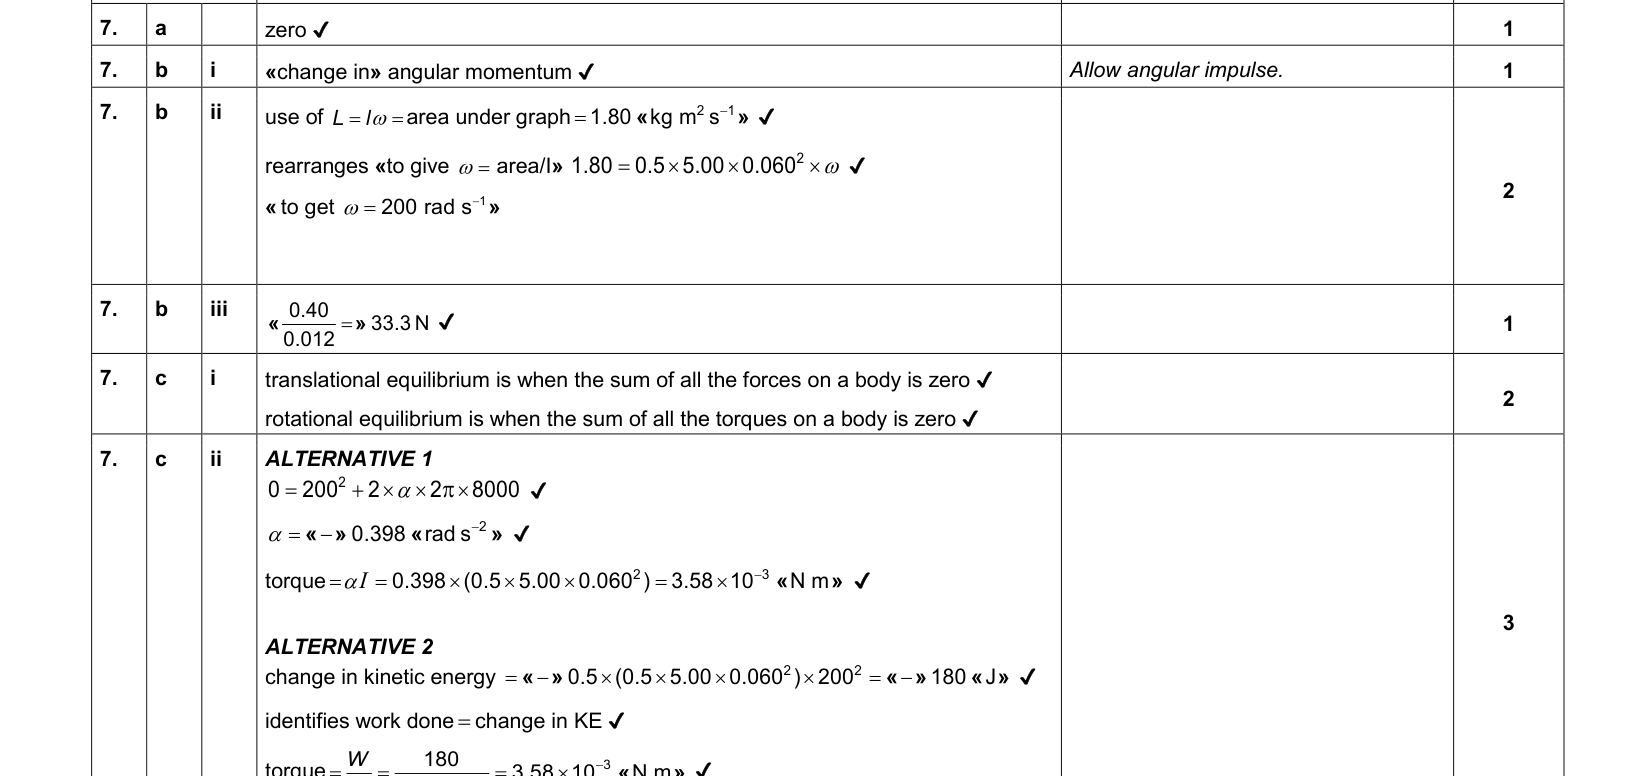 7. a zero ✓ 1
7. b i «change in» angular momentum ✓ Allow angular impulse. 1
7. b ii use of L = Iω = area under graph = 1.80 «kg m² s⁻¹» ✓
rearranges «to give ω = area/I» 1.80 = 0.5 × 5.00 × 0.060² × ω ✓
2
«to get ω = 200 rad s⁻¹»
7. b iii «0.40/0.012 =» 33.3 N ✓ 1
7. c i translational equilibrium is when the sum of all the forces on a body is zero ✓
2
rotational equilibrium is when the sum of all the torques on a body is zero ✓
7. c ii ALTERNATIVE 1
0 = 200² + 2 × α × 2π × 8000 ✓
α = «−» 0.398 «rad s⁻²» ✓
torque = αI = 0.398 × (0.5 × 5.00 × 0.060²) = 3.58 × 10⁻³ «N m» ✓
3
ALTERNATIVE 2
change in kinetic energy = «−» 0.5 × (0.5 × 5.00 × 0.060²) × 200² = «−» 180 «J» ✓
identifies work done = change in KE ✓
torque = W = 180 = 3.58 × 10⁻³ «N m» ✓